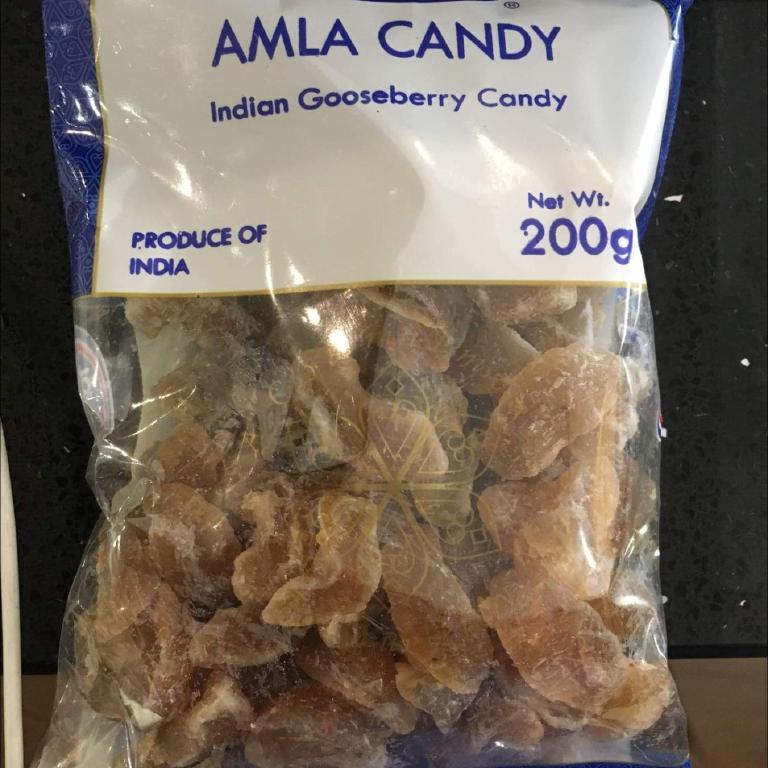 ®
AMLA CANDY
Indian Gooseberry Candy
Net Wt.
200g
PRODUCE OF
INDIA